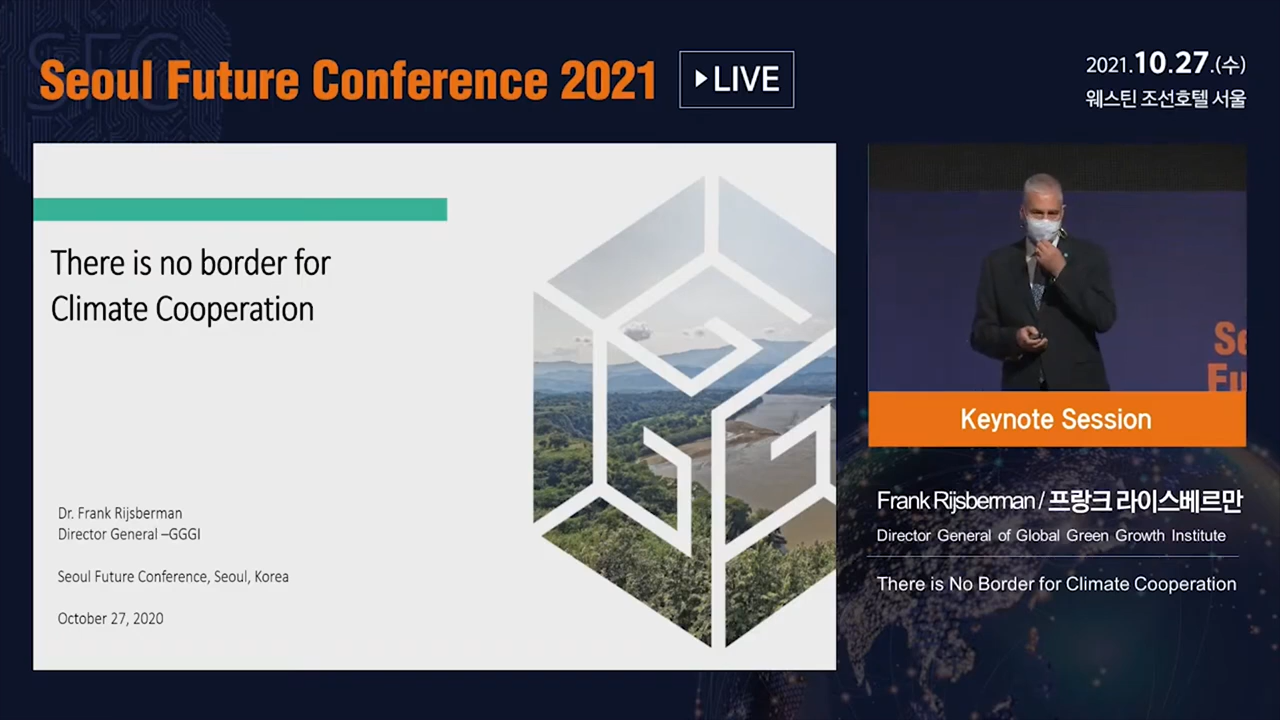 Seoul Future Conference 2021
LIVE
2021.10.27.(수)
웨스틴 조선호텔 서울
There is no border for
Climate Cooperation
Dr. Frank Rijsberman
Director General –GGGI
Seoul Future Conference, Seoul, Korea
October 27, 2020
Se
Fu
Keynote Session
Frank Rijsberman / 프랑크 라이스베르만
Director General of Global Green Growth Institute
There is No Border for Climate Cooperation